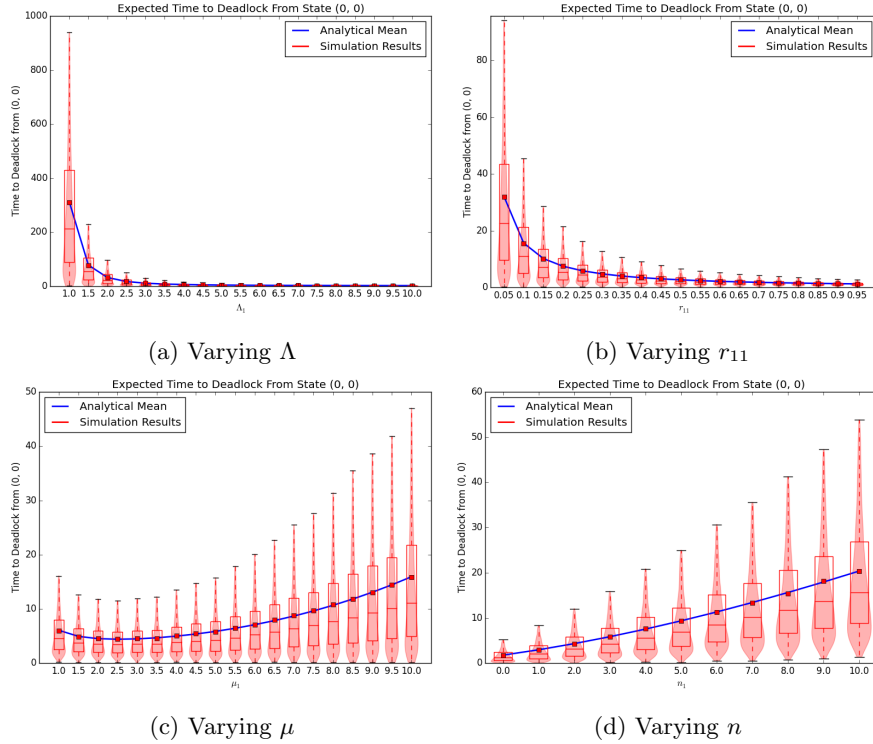 Expected Time to Deadlock From State (0, 0)
Analytical Mean
Simulation Results
Time to Deadlock from (0, 0)
1000
800
600
400
200
0
1.0 1.5 2.0 2.5 3.0 3.5 4.0 4.5 5.0 5.5 6.0 6.5 7.0 7.5 8.0 8.5 9.0 9.5 10.0
Λ1
(a) Varying Λ
Expected Time to Deadlock From State (0, 0)
Analytical Mean
Simulation Results
Time to Deadlock from (0, 0)
80
60
40
20
0
0.05 0.1 0.15 0.2 0.25 0.3 0.35 0.4 0.45 0.5 0.55 0.6 0.65 0.7 0.75 0.8 0.85 0.9 0.95
r11
(b) Varying r11
Expected Time to Deadlock From State (0, 0)
Analytical Mean
Simulation Results
Time to Deadlock from (0, 0)
50
40
30
20
10
0
1.0 1.5 2.0 2.5 3.0 3.5 4.0 4.5 5.0 5.5 6.0 6.5 7.0 7.5 8.0 8.5 9.0 9.5 10.0
μ1
(c) Varying μ
Expected Time to Deadlock From State (0, 0)
Analytical Mean
Simulation Results
Time to Deadlock from (0, 0)
60
50
40
30
20
10
0
0.0 1.0 2.0 3.0 4.0 5.0 6.0 7.0 8.0 9.0 10.0
n1
(d) Varying n